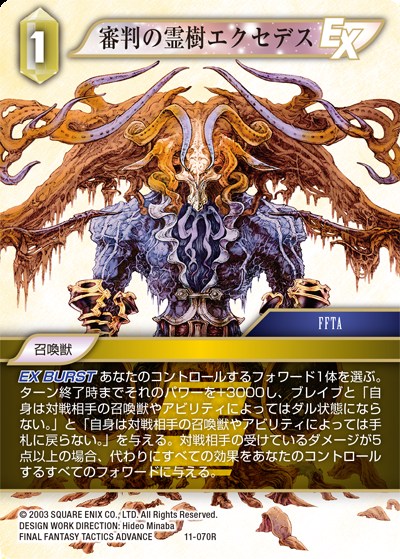 1
審判の霊樹エクセデス
EX
FFTA
召喚獣
EX BURST あなたのコントロールするフォワード1体を選ぶ。
ターン終了時までそれのパワーを+3000し、ブレイブと「自
身は対戦相手の召喚獣やアビリティによってはダル状態になら
ない。」と「自身は対戦相手の召喚獣やアビリティによっては手
札に戻らない。」を与える。対戦相手の受けているダメージが5
点以上の場合、代わりにすべての効果をあなたのコントロール
するすべてのフォワードに与える。
© 2003 SQUARE ENIX CO., LTD. All Rights Reserved.
DESIGN WORK DIRECTION: Hideo Minaba
FINAL FANTASY TACTICS ADVANCE 11-070R